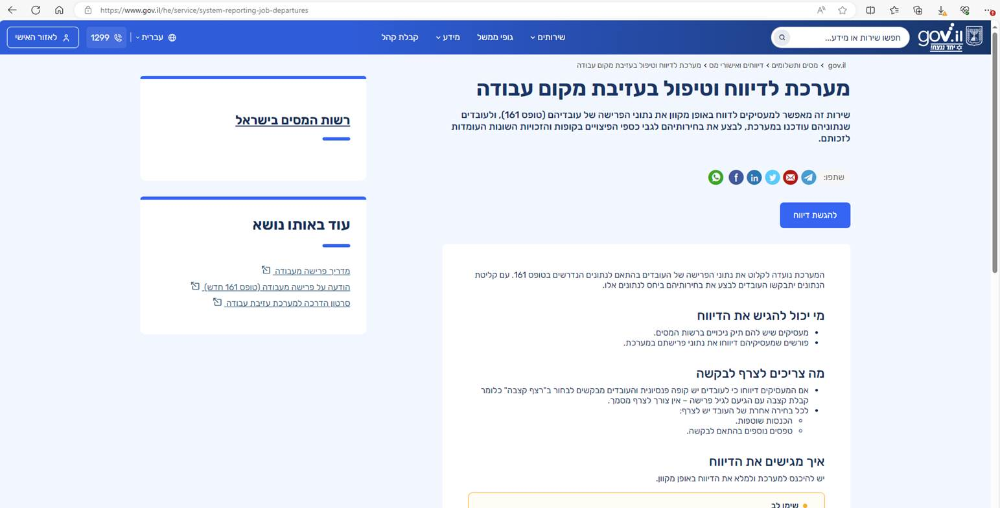 https://www.gov.il/he/service/system-reporting-job-departures
gov.il
יחד ננצח!
חפשו שירות או מידע...
שירותים
גופי ממשל
מידע
קבלת קהל
עברית
1299
לאזור האישי
gov.il › מסים ותשלומים › דיווחים ואישורי מס › מערכת לדיווח וטיפול בעזיבת מקום עבודה
מערכת לדיווח וטיפול בעזיבת מקום עבודה
שירות זה מאפשר למעסיקים לדווח באופן מקוון את נתוני הפרישה של עובדיהם (טופס 161), ולעובדים
שנתוניהם עודכנו במערכת, לבצע את בחירותיהם לגבי כספי הפיצויים בקופות והזכויות השונות העומדות
לזכותם.
שתפו:
להגשת דיווח
המערכת נועדה לקלוט את נתוני הפרישה של העובדים בהתאם לנתונים הנדרשים בטופס 161. עם קליטת
הנתונים יתבקשו העובדים לבצע את בחירותיהם ביחס לנתונים אלו.
מי יכול להגיש את הדיווח
• מעסיקים שיש להם תיק ניכויים ברשות המסים.
• פורשים שמעסיקיהם דיווחו את נתוני פרישתם במערכת.
מה צריכים לצרף לבקשה
• אם המעסיקים דיווחו כי לעובדים יש קופה פנסיונית והעובדים מבקשים לבחור ב"רצף קצבה" כלומר
קבלת קצבה עם הגיעם לגיל פרישה – אין צורך לצרף מסמך.
• לכל בחירה אחרת של העובד יש לצרף:
○ הכנסות שוטפות.
○ טפסים נוספים בהתאם לבקשה.
איך מגישים את הדיווח
יש להיכנס למערכת ולמלא את הדיווח באופן מקוון.
שימו לב
רשות המסים בישראל
עוד באותו נושא
מדריך פרישה מעבודה
הודעה על פרישה מעבודה (טופס 161 חדש)
סרטון הדרכה למערכת עזיבת עבודה